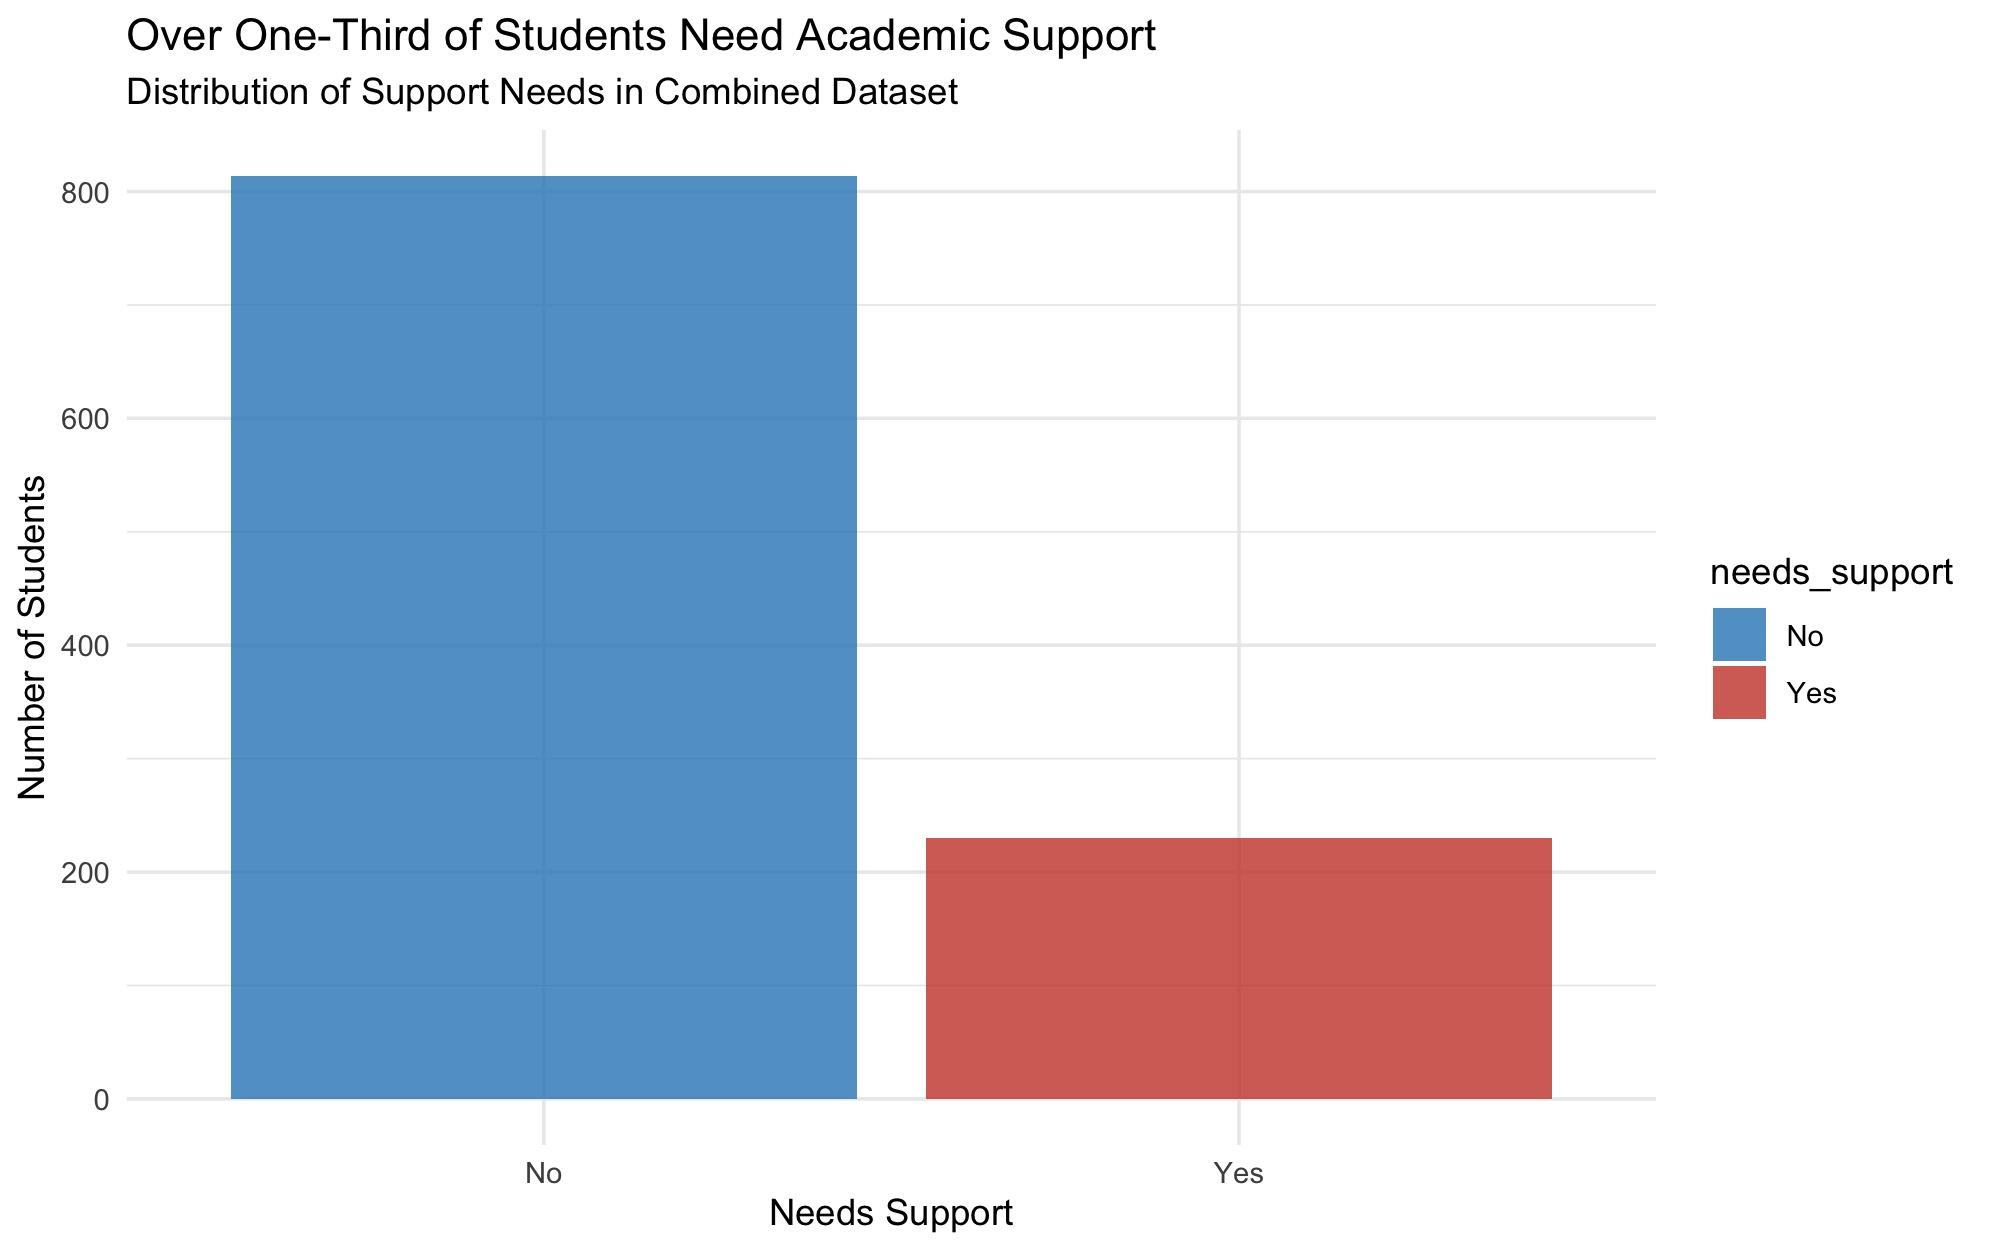 Over One-Third of Students Need Academic Support
Distribution of Support Needs in Combined Dataset
Number of Students
800
600
400
200
0
No
Yes
Needs Support
needs_support
No
Yes